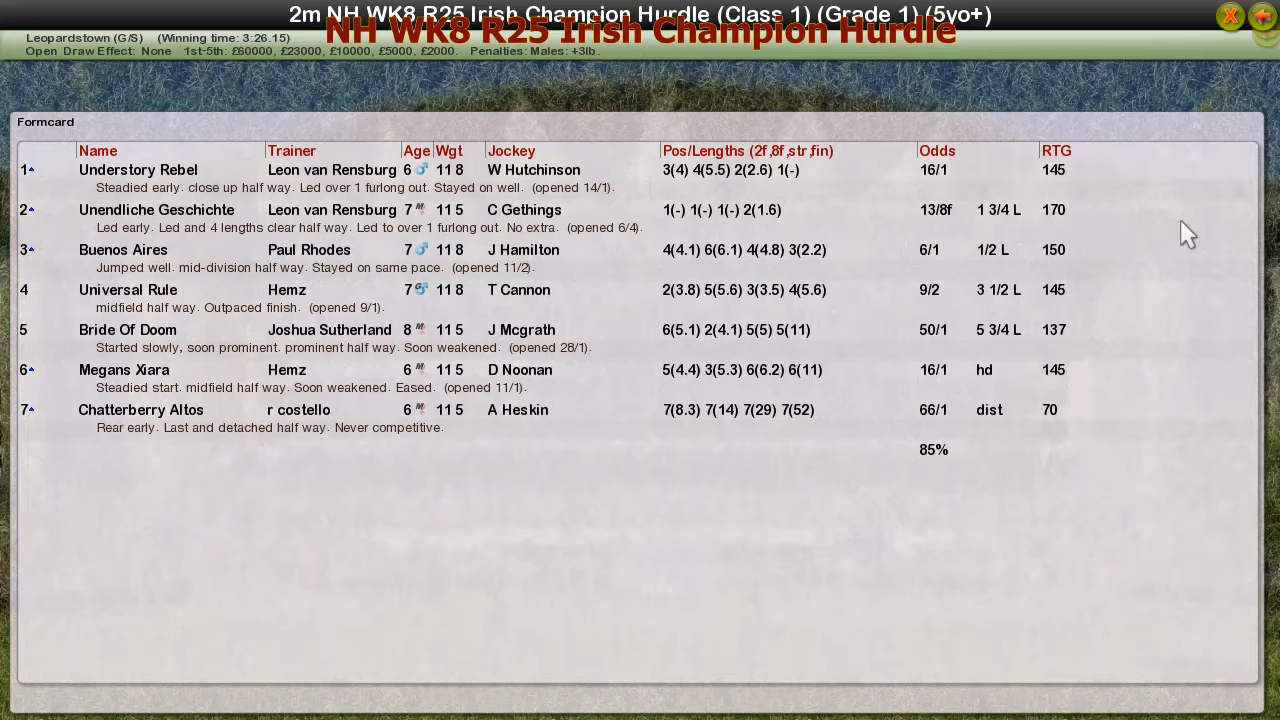 2m NH WK8 R25 Irish Champion Hurdle (Class 1) (Grade 1) (5yo+)
NH WK8 R25 Irish Champion Hurdle
Leopardstown (G/S) (Winning time: 3:26.15)
Open Draw Effect: None 1st-5th: £60000, £23000, £10000, £5000, £2000. Penalties: Males: +3lb.
Formcard
Name Trainer Age Wgt Jockey Pos/Lengths (2f,8f,str,fin) Odds RTG
1 Understory Rebel Leon van Rensburg 6 11 8 W Hutchinson 3(4) 4(5.5) 2(2.6) 1(-) 16/1 145
Steadied early. close up half way. Led over 1 furlong out. Stayed on well. (opened 14/1).
2 Unendliche Geschichte Leon van Rensburg 7 M 11 5 C Gethings 1(-) 1(-) 1(-) 2(1.6) 13/8f 1 3/4 L 170
Led early. Led and 4 lengths clear half way. Led to over 1 furlong out. No extra. (opened 6/4).
3 Buenos Aires Paul Rhodes 7 11 8 J Hamilton 4(4.1) 6(6.1) 4(4.8) 3(2.2) 6/1 1/2 L 150
Jumped well. mid-division half way. Stayed on same pace. (opened 11/2).
4 Universal Rule Hemz 7 G 11 8 T Cannon 2(3.8) 5(5.6) 3(3.5) 4(5.6) 9/2 3 1/2 L 145
midfield half way. Outpaced finish. (opened 9/1).
5 Bride Of Doom Joshua Sutherland 8 M 11 5 J Mcgrath 6(5.1) 2(4.1) 5(5) 5(11) 50/1 5 3/4 L 137
Started slowly, soon prominent. prominent half way. Soon weakened. (opened 28/1).
6 Megans Xiara Hemz 6 M 11 5 D Noonan 5(4.4) 3(5.3) 6(6.2) 6(11) 16/1 hd 145
Steadied start. midfield half way. Soon weakened. Eased. (opened 11/1).
7 Chatterberry Altos r costello 6 M 11 5 A Heskin 7(8.3) 7(14) 7(29) 7(52) 66/1 dist 70
Rear early. Last and detached half way. Never competitive.
85%